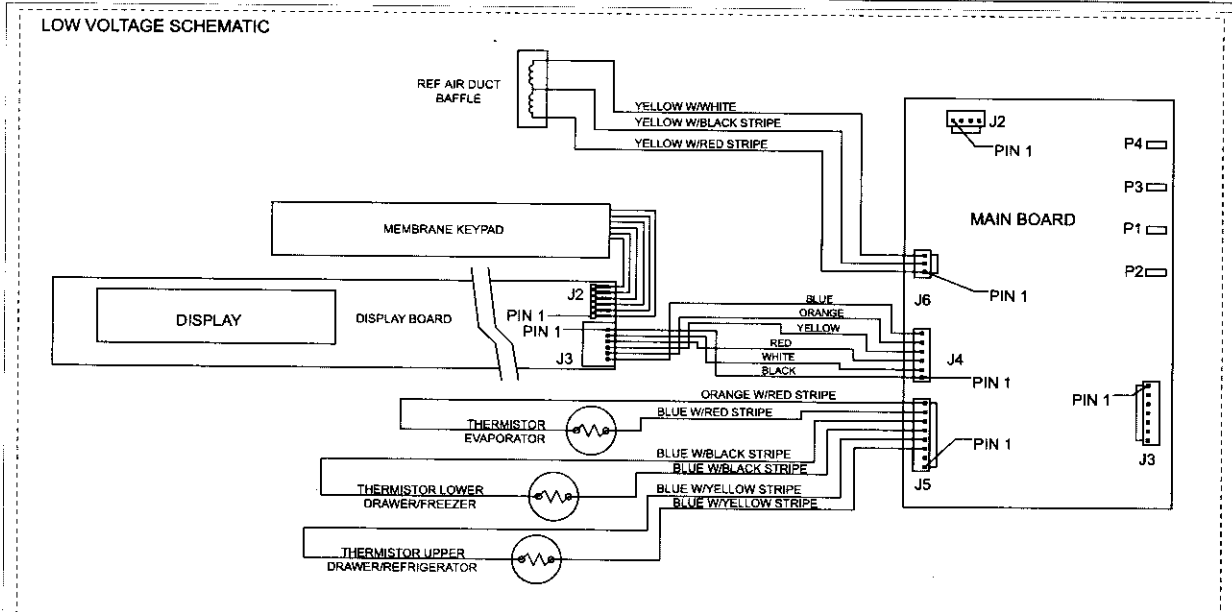 LOW VOLTAGE SCHEMATIC
REF AIR DUCT
BAFFLE
YELLOW W/WHITE
YELLOW W/BLACK STRIPE
YELLOW W/RED STRIPE
J2
PIN 1
P4
P3
MAIN BOARD
P1
P2
MEMBRANE KEYPAD
J6
PIN 1
DISPLAY
DISPLAY BOARD
J2
PIN 1
PIN 1
J3
BLUE
ORANGE
YELLOW
RED
WHITE
BLACK
J4
PIN 1
PIN 1
J3
ORANGE W/RED STRIPE
BLUE W/RED STRIPE
THERMISTOR
EVAPORATOR
PIN 1
J5
BLUE W/BLACK STRIPE
BLUE W/BLACK STRIPE
THERMISTOR LOWER
DRAWER/FREEZER
BLUE W/YELLOW STRIPE
BLUE W/YELLOW STRIPE
THERMISTOR UPPER
DRAWER/REFRIGERATOR